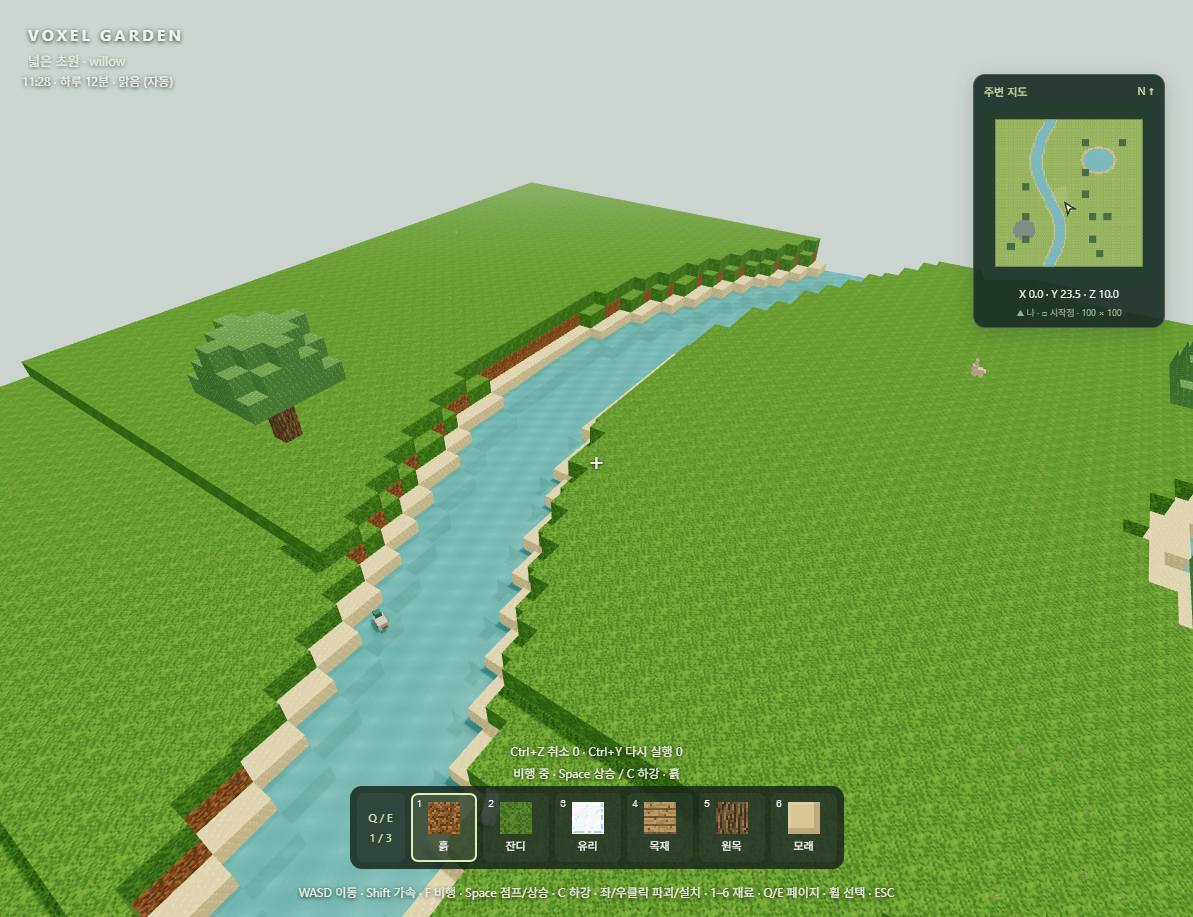 VOXEL GARDEN
넓은 초원 · willow
11:28 · 하루 12분 · 맑음 (자동)
주변 지도 N ↑
X 0.0 · Y 23.5 · Z 10.0
▲ 나 · □ 시작점 · 100 × 100
Ctrl+Z 취소 0 · Ctrl+Y 다시 실행 0
비행 중 · Space 상승 / C 하강 · 흙
Q / E
1 / 3
1 2 3 4 5 6
흙 잔디 유리 목재 원목 모래
WASD 이동 · Shift 가속 · F 비행 · Space 점프/상승 · C 하강 · 좌/우클릭 파괴/설치 · 1–6 재료 · Q/E 페이지 · 휠 선택 · ESC